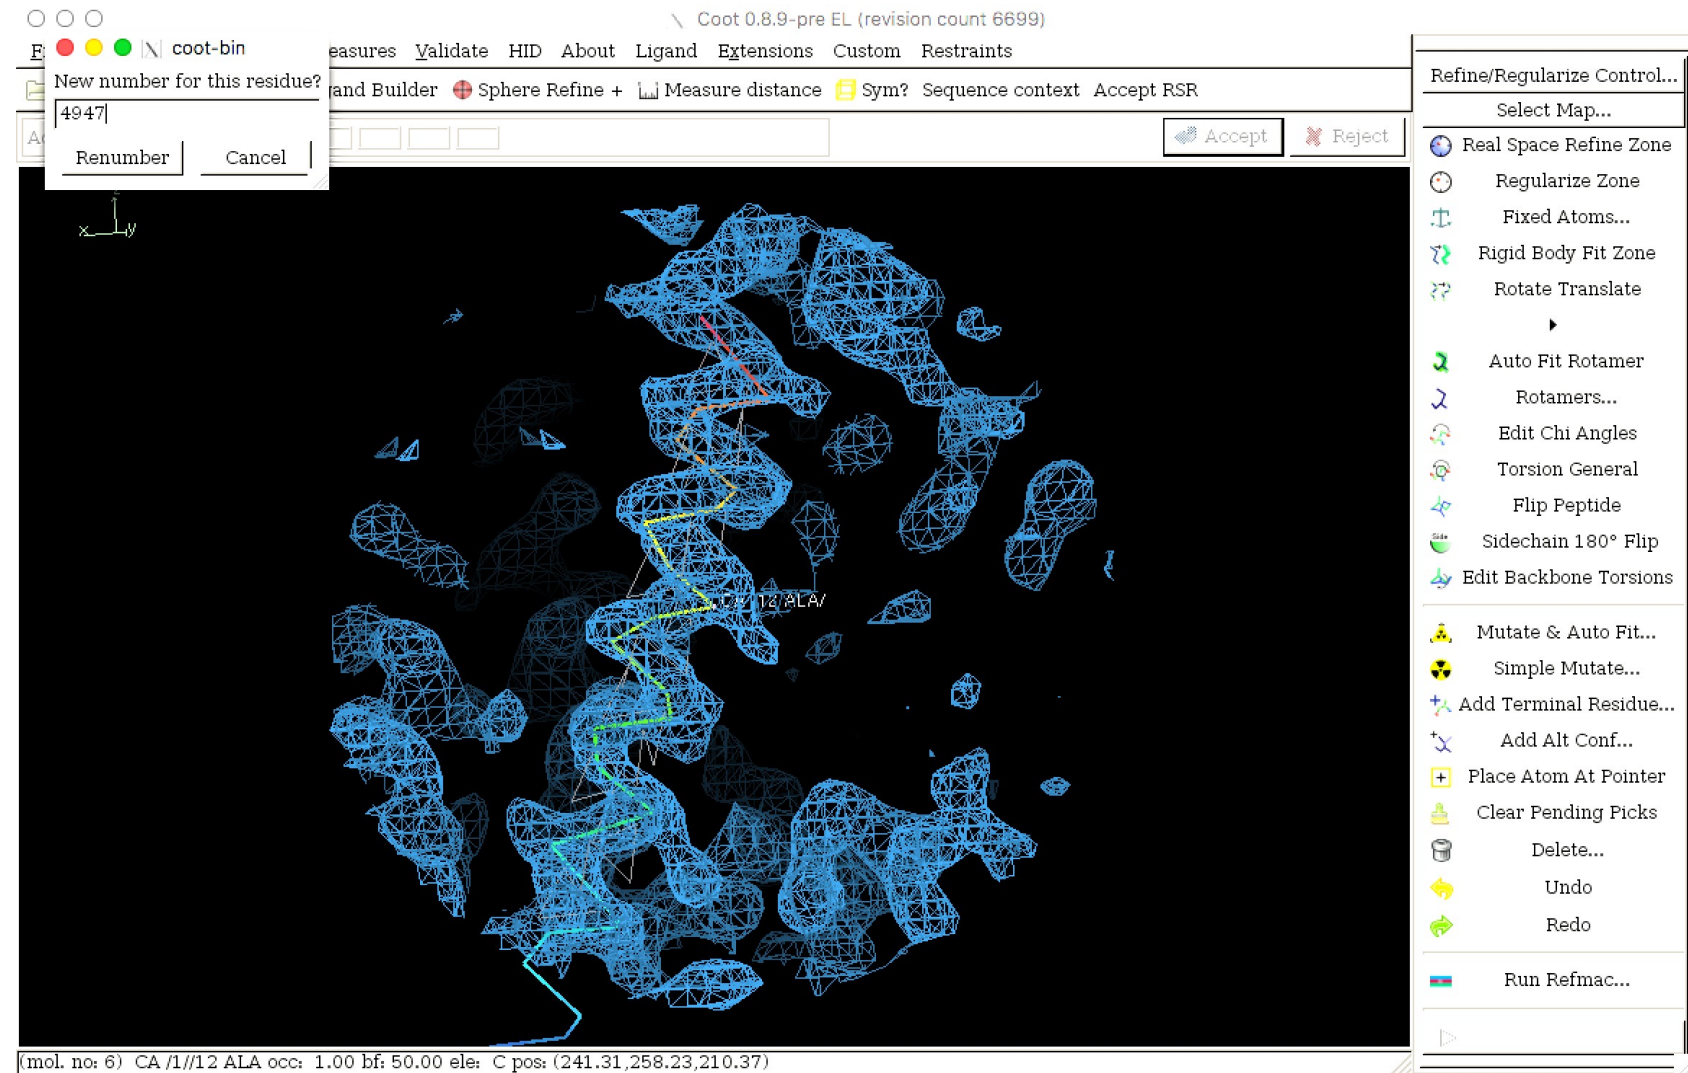 Coot 0.8.9-pre EL (revision count 6699)
coot-bin
easures Validate HID About Ligand Extensions Custom Restraints
New number for this residue?
and Builder Sphere Refine + Measure distance Sym? Sequence context Accept RSR
4947
Renumber Cancel
Accept Reject
x y
CA 12 ALA/
Refine/Regularize Control...
Select Map...
Real Space Refine Zone
Regularize Zone
Fixed Atoms...
Rigid Body Fit Zone
Rotate Translate
Auto Fit Rotamer
Rotamers...
Edit Chi Angles
Torsion General
Flip Peptide
Side
Sidechain 180° Flip
Edit Backbone Torsions
Mutate & Auto Fit...
Simple Mutate...
Add Terminal Residue...
Add Alt Conf...
Place Atom At Pointer
Clear Pending Picks
Delete...
Undo
Redo
Run Refmac...
(mol. no: 6) CA /1//12 ALA occ: 1.00 bf: 50.00 ele: C pos: (241.31,258.23,210.37)